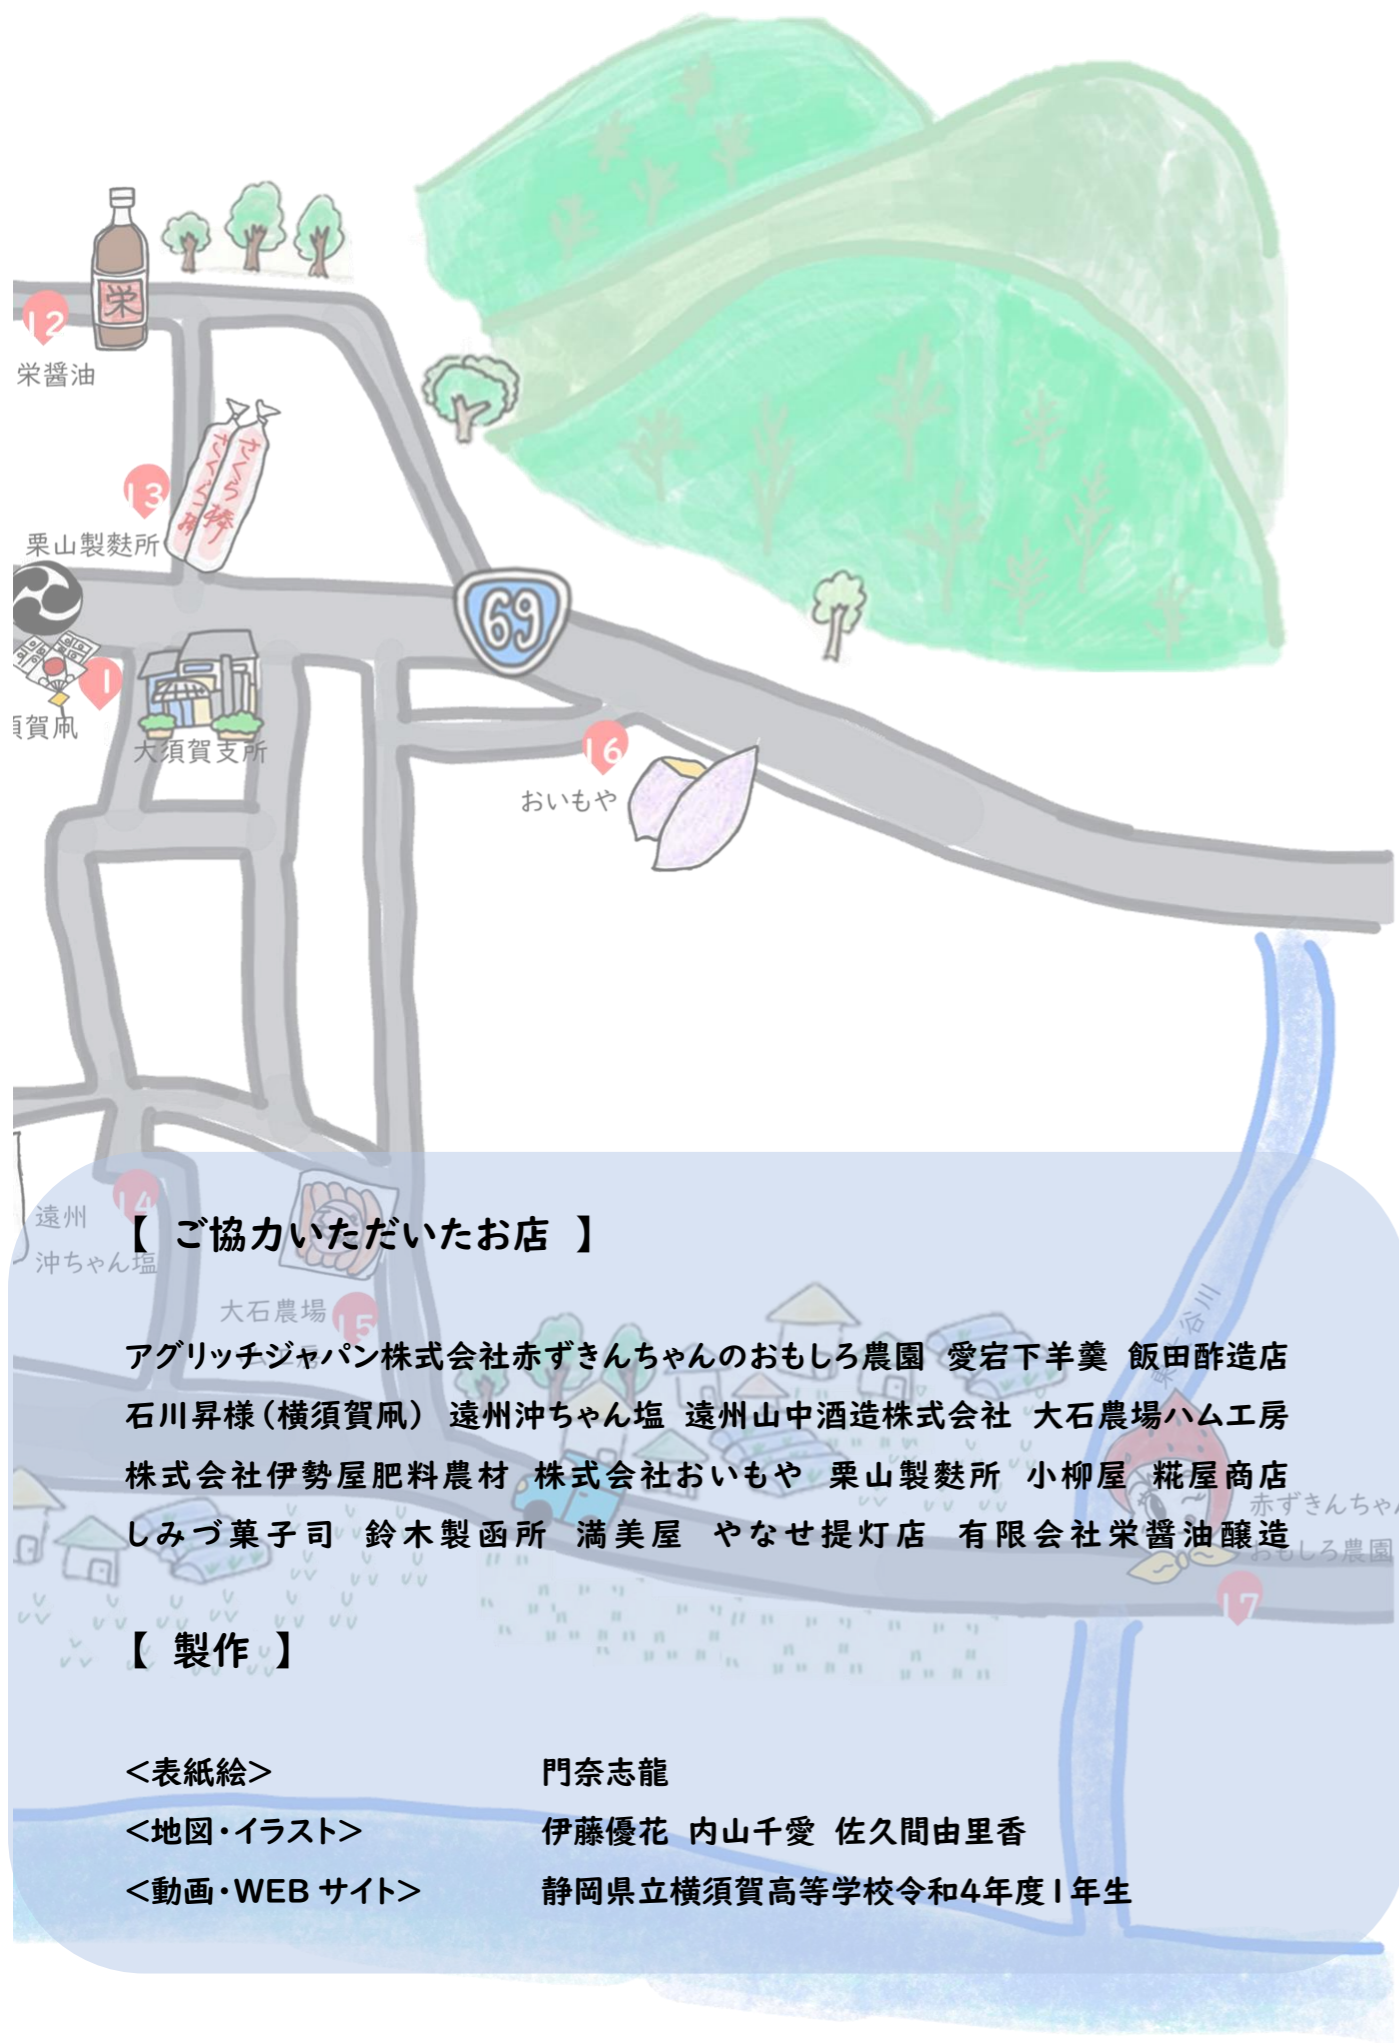 栄
12
栄醤油
さくら棒
さくら棒
13
栗山製麩所
69
1
須賀凧
大須賀支所
16
おいもや
14
遠州
沖ちゃん塩
【 ご協力いただいたお店 】
大石農場
15
アグリッチジャパン株式会社赤ずきんちゃんのおもしろ農園 愛宕下羊羹 飯田酢造店
石川昇様（横須賀凧） 遠州沖ちゃん塩 遠州山中酒造株式会社 大石農場ハム工房
株式会社伊勢屋肥料農材 株式会社おいもや 栗山製麩所 小柳屋 糀屋商店
しみづ菓子司 鈴木製函所 満美屋 やなせ提灯店 有限会社栄醤油醸造
赤ずきんちゃん
おもしろ農園
17
【 製作 】
＜表紙絵＞ 門奈志龍
＜地図・イラスト＞ 伊藤優花 内山千愛 佐久間由里香
＜動画・WEB サイト＞ 静岡県立横須賀高等学校令和4年度1年生